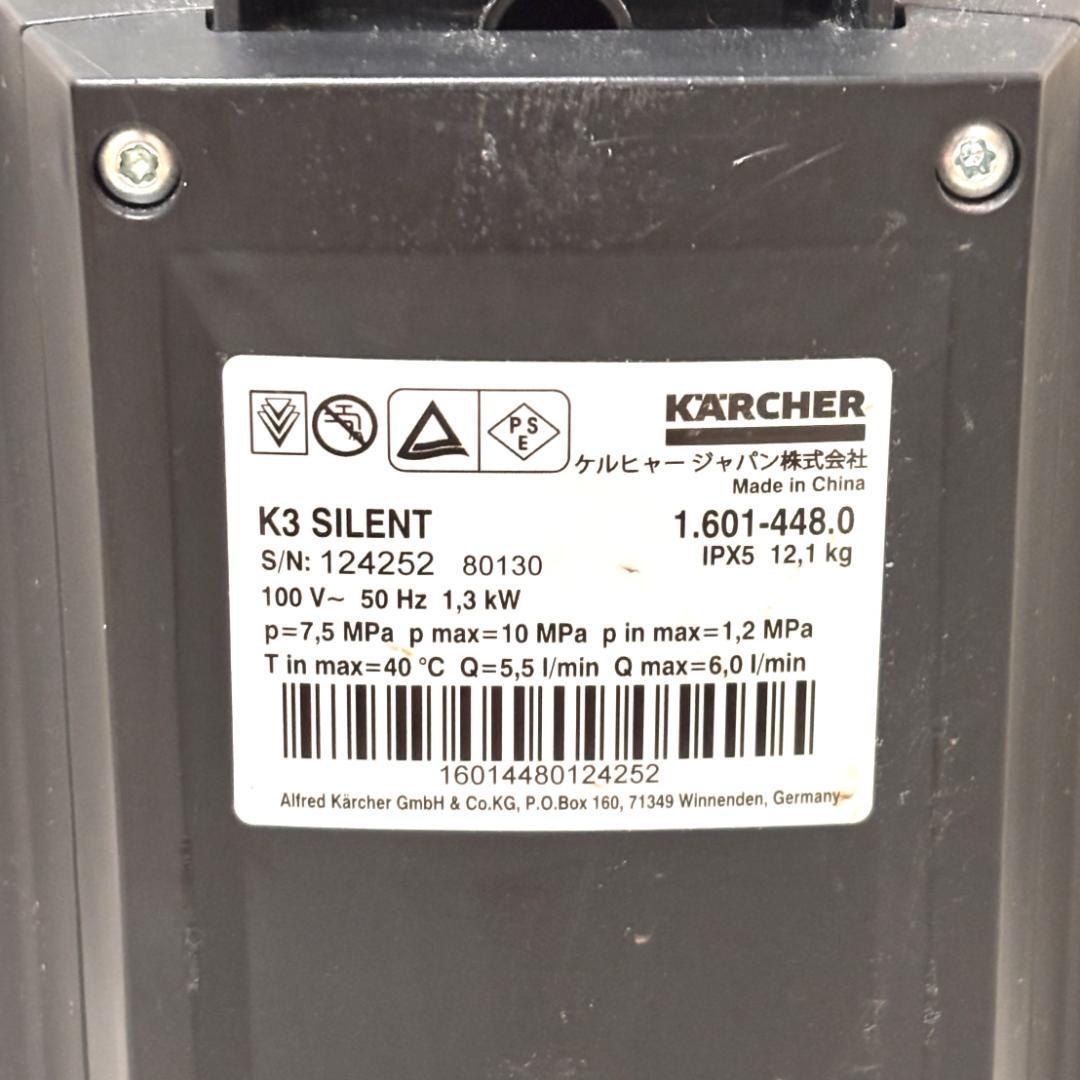 PS
E
KÄRCHER
ケルヒャー ジャパン株式会社
Made in China
K3 SILENT 1.601-448.0
S/N: 124252 80130 IPX5 12,1 kg
100 V~ 50 Hz 1,3 kW
p=7,5 MPa p max=10 MPa p in max=1,2 MPa
T in max=40 °C Q=5,5 l/min Q max=6,0 l/min
16014480124252
Alfred Kärcher GmbH & Co.KG, P.O.Box 160, 71349 Winnenden, Germany